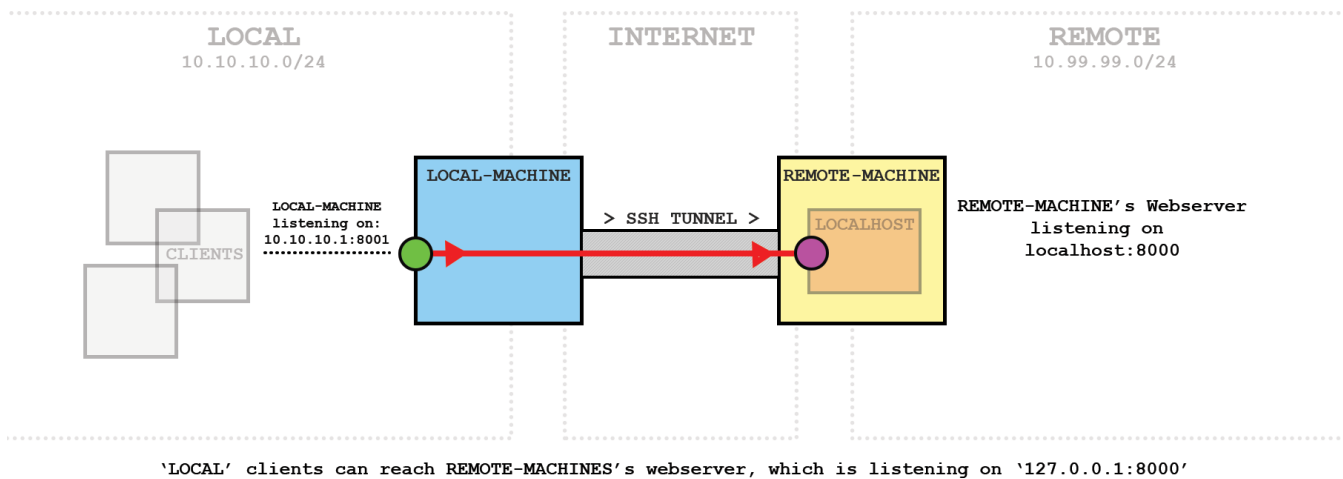 LOCAL
10.10.10.0/24
INTERNET
REMOTE
10.99.99.0/24
CLIENTS
LOCAL-MACHINE
listening on:
10.10.10.1:8001
LOCAL-MACHINE
> SSH TUNNEL >
REMOTE-MACHINE
LOCALHOST
REMOTE-MACHINE’s Webserver
listening on
localhost:8000
‘LOCAL’ clients can reach REMOTE-MACHINES’s webserver, which is listening on ‘127.0.0.1:8000’